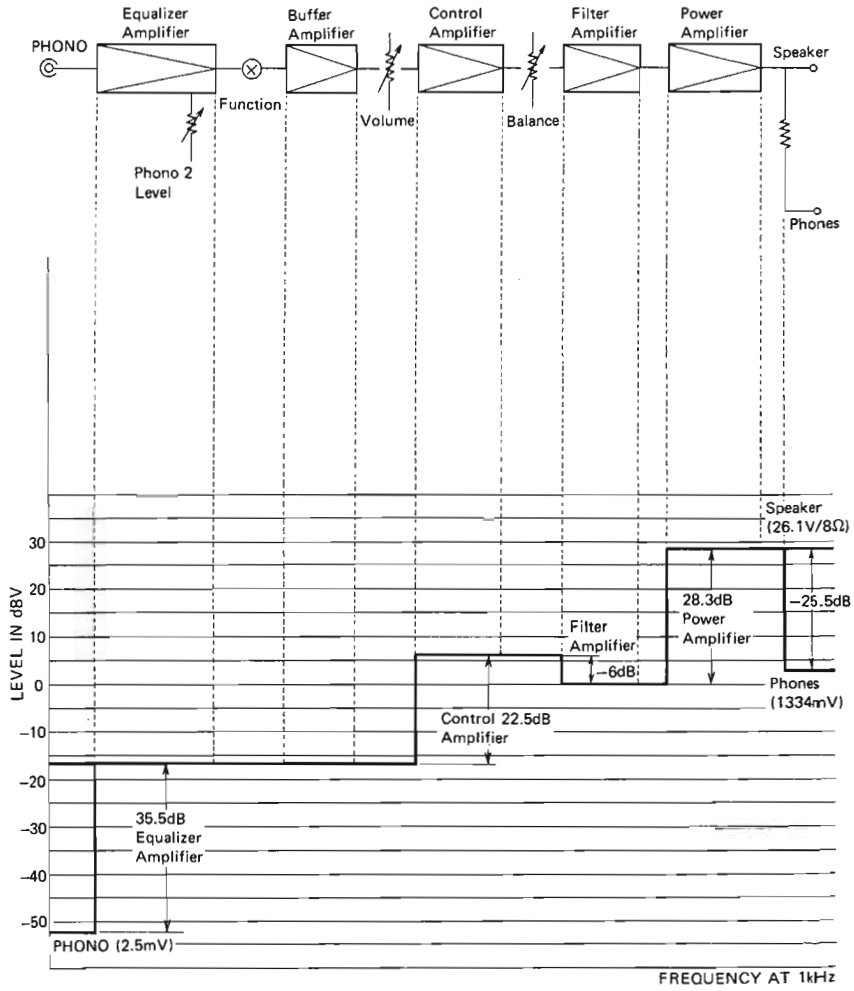 Equalizer
Amplifier
Buffer
Amplifier
Control
Amplifier
Filter
Amplifier
Power
Amplifier
PHONO
Speaker
Function
Volume
Balance
Phono 2
Level
Phones
Speaker
(26.1V/8Ω)
LEVEL IN dBV
30
20
10
0
-10
-20
-30
-40
-50
28.3dB
Power
Amplifier
-25.5dB
Filter
Amplifier
-6dB
Phones
(1334mV)
Control 22.5dB
Amplifier
35.5dB
Equalizer
Amplifier
PHONO (2.5mV)
FREQUENCY AT 1kHz